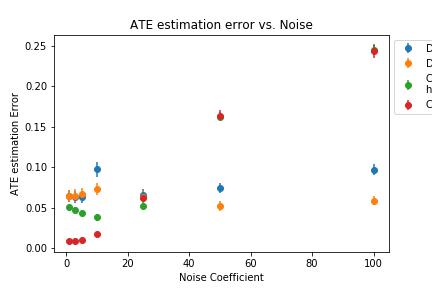 ATE estimation error vs. Noise
0.25
0.20
0.15
0.10
0.05
0.00
ATE estimation Error
0 20 40 60 80 100
Noise Coefficient
D
D
C
h
C